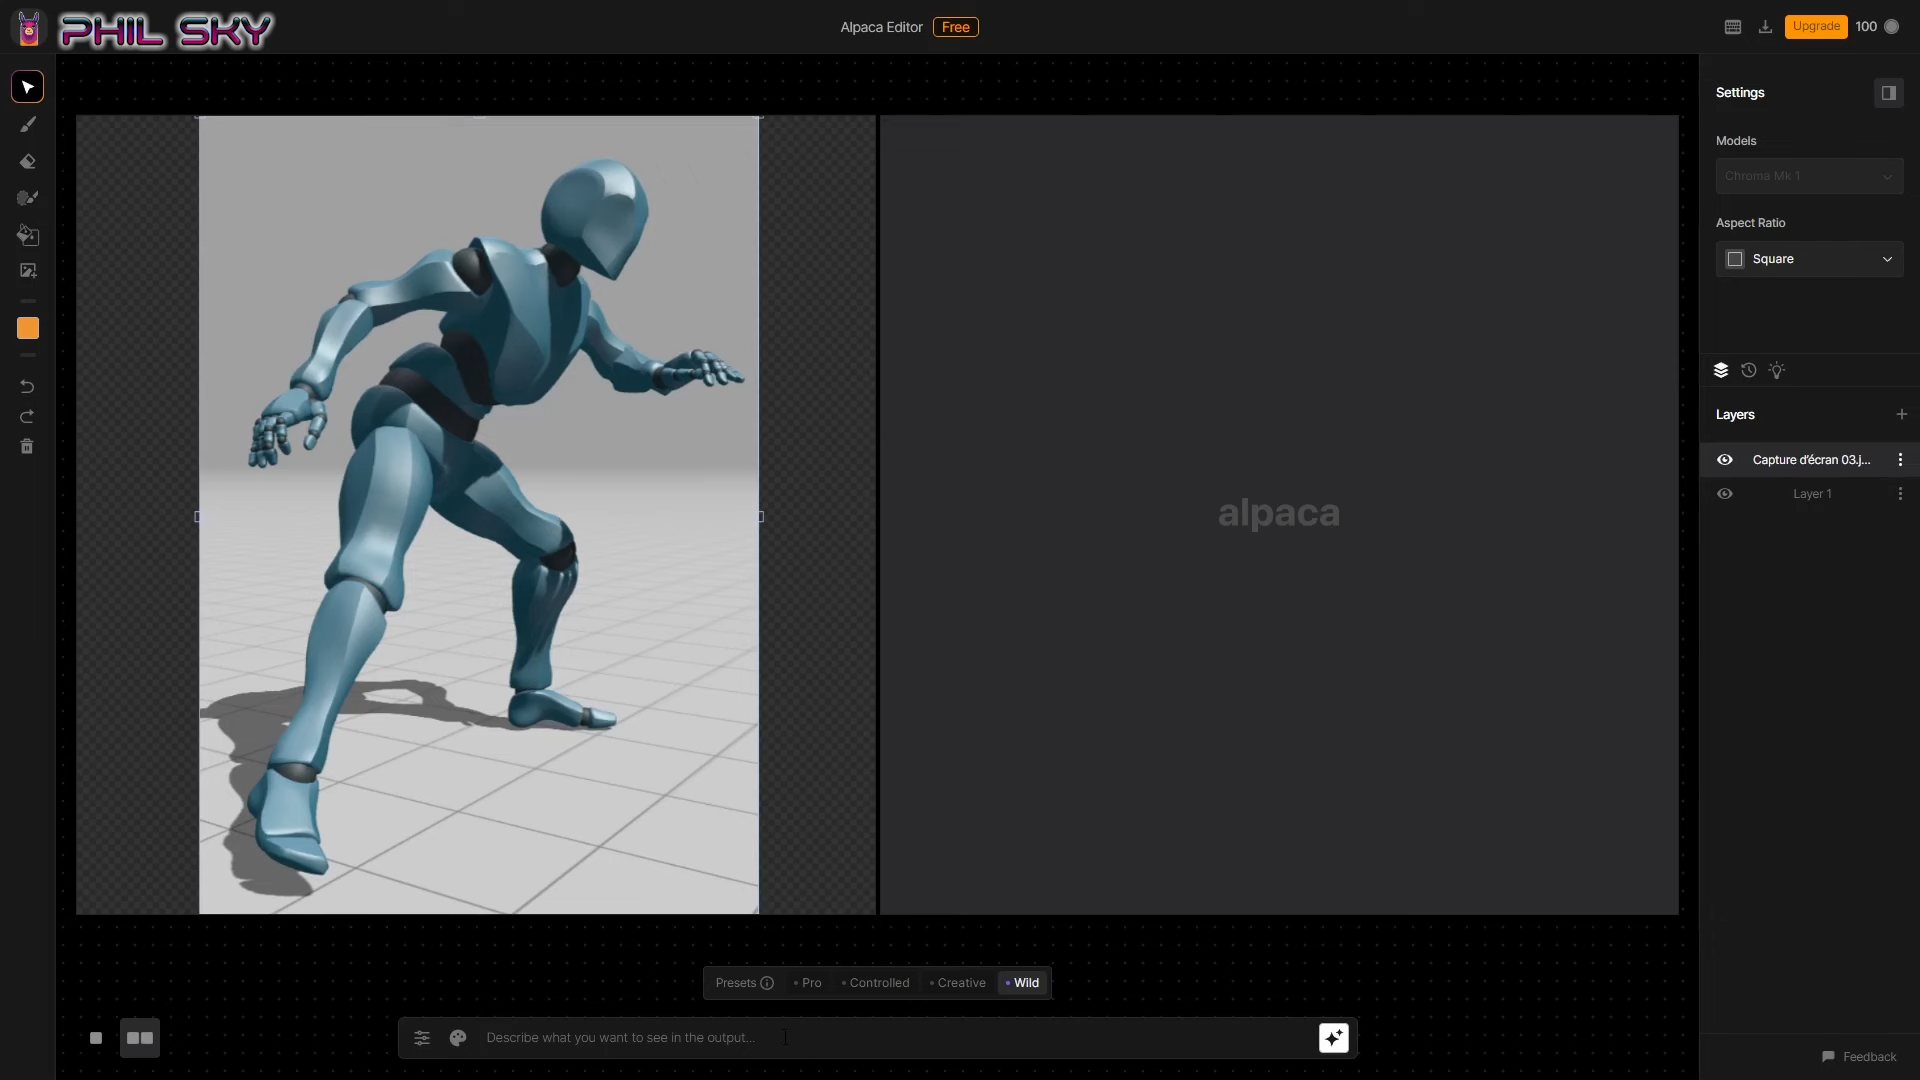 PHIL SKY
Alpaca Editor Free
Upgrade 100
Settings
Models
Chroma Mk 1
Aspect Ratio
Square
Layers
Capture d'écran 03.j...
Layer 1
alpaca
Presets Pro Controlled Creative Wild
Describe what you want to see in the output...
Feedback